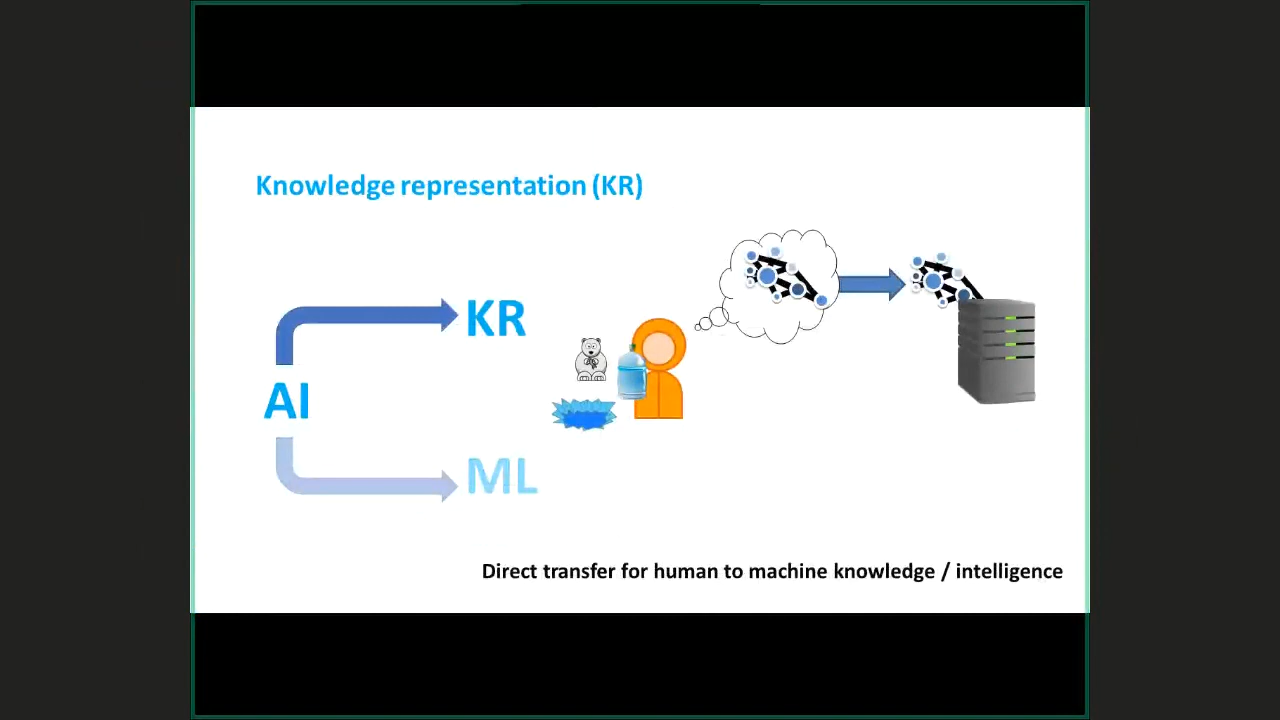 Knowledge representation (KR)
KR
AI
ML
Direct transfer for human to machine knowledge / intelligence